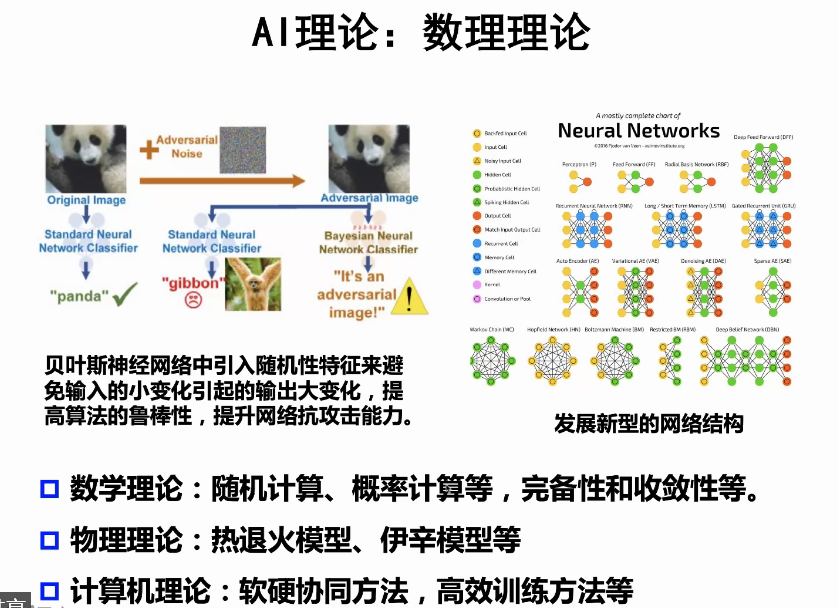 AI理论：数理理论
Adversarial
Noise
Original Image
Adversarial Image
Standard Neural
Network Classifier
Standard Neural
Network Classifier
Bayesian Neural
Network Classifier
"panda"
"gibbon"
"It's an
adversarial
image!"
贝叶斯神经网络中引入随机性特征来避
免输入的小变化引起的输出大变化，提
高算法的鲁棒性，提升网络抗攻击能力。
A mostly complete chart of
Neural Networks
©2016 Fjodor van Veen - asimovinstitute.org
Backfed Input Cell
Input Cell
Noisy Input Cell
Hidden Cell
Probabilistic Hidden Cell
Spiking Hidden Cell
Output Cell
Match Input Output Cell
Recurrent Cell
Memory Cell
Different Memory Cell
Kernel
Convolution or Pool
Deep Feed Forward (DFF)
Perceptron (P)
Feed Forward (FF)
Radial Basis Network (RBF)
Recurrent Neural Network (RNN)
Long / Short Term Memory (LSTM)
Gated Recurrent Unit (GRU)
Auto Encoder (AE)
Variational AE (VAE)
Denoising AE (DAE)
Sparse AE (SAE)
Markov Chain (MC)
Hopfield Network (HN)
Boltzmann Machine (BM)
Restricted BM (RBM)
Deep Belief Network (DBN)
发展新型的网络结构
数学理论：随机计算、概率计算等，完备性和收敛性等。
物理理论：热退火模型、伊辛模型等
计算机理论：软硬协同方法，高效训练方法等